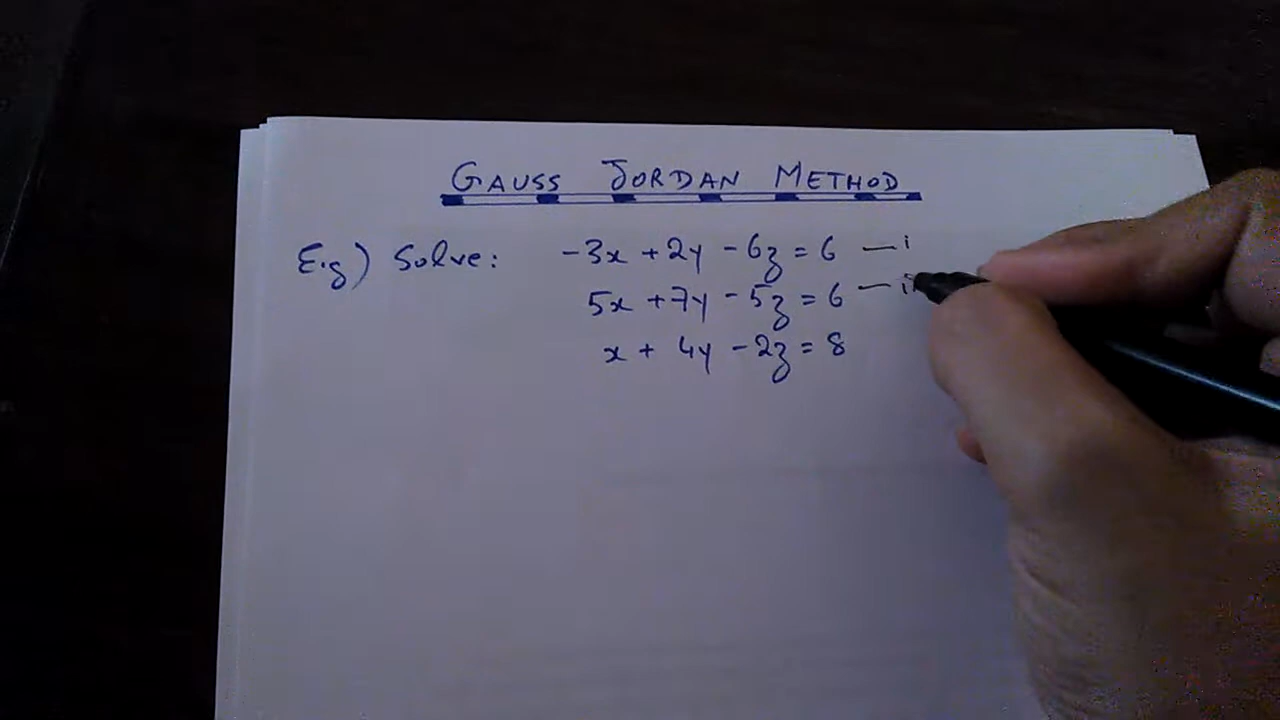 GAUSS JORDAN METHOD
E.g) Solve: -3x + 2y - 6z = 6 — i
5x + 7y - 5z = 6 — ii
x + 4y - 2z = 8